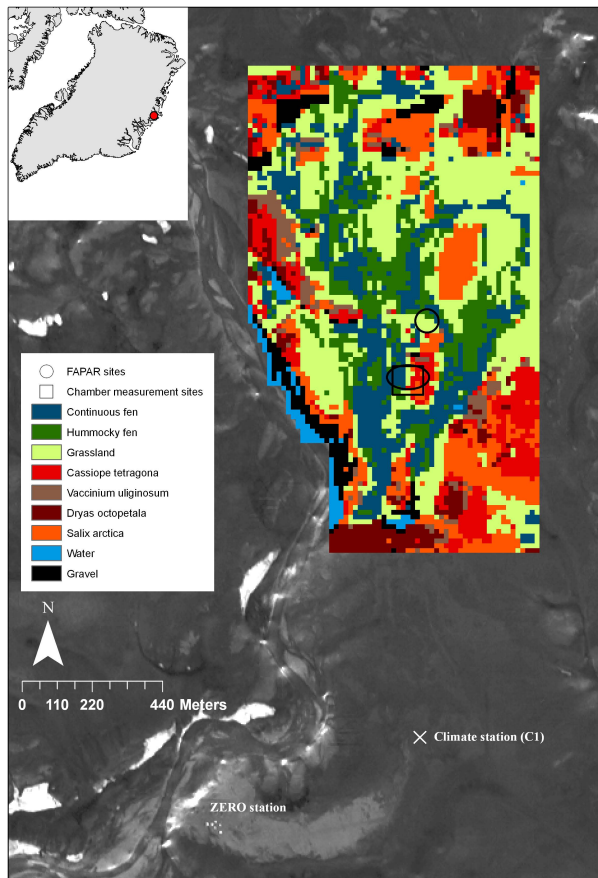 FAPAR sites
Chamber measurement sites
Continuous fen
Hummocky fen
Grassland
Cassiope tetragona
Vaccinium uliginosum
Dryas octopetala
Salix arctica
Water
Gravel
N
0 110 220 440 Meters
Climate station (C1)
ZERO station